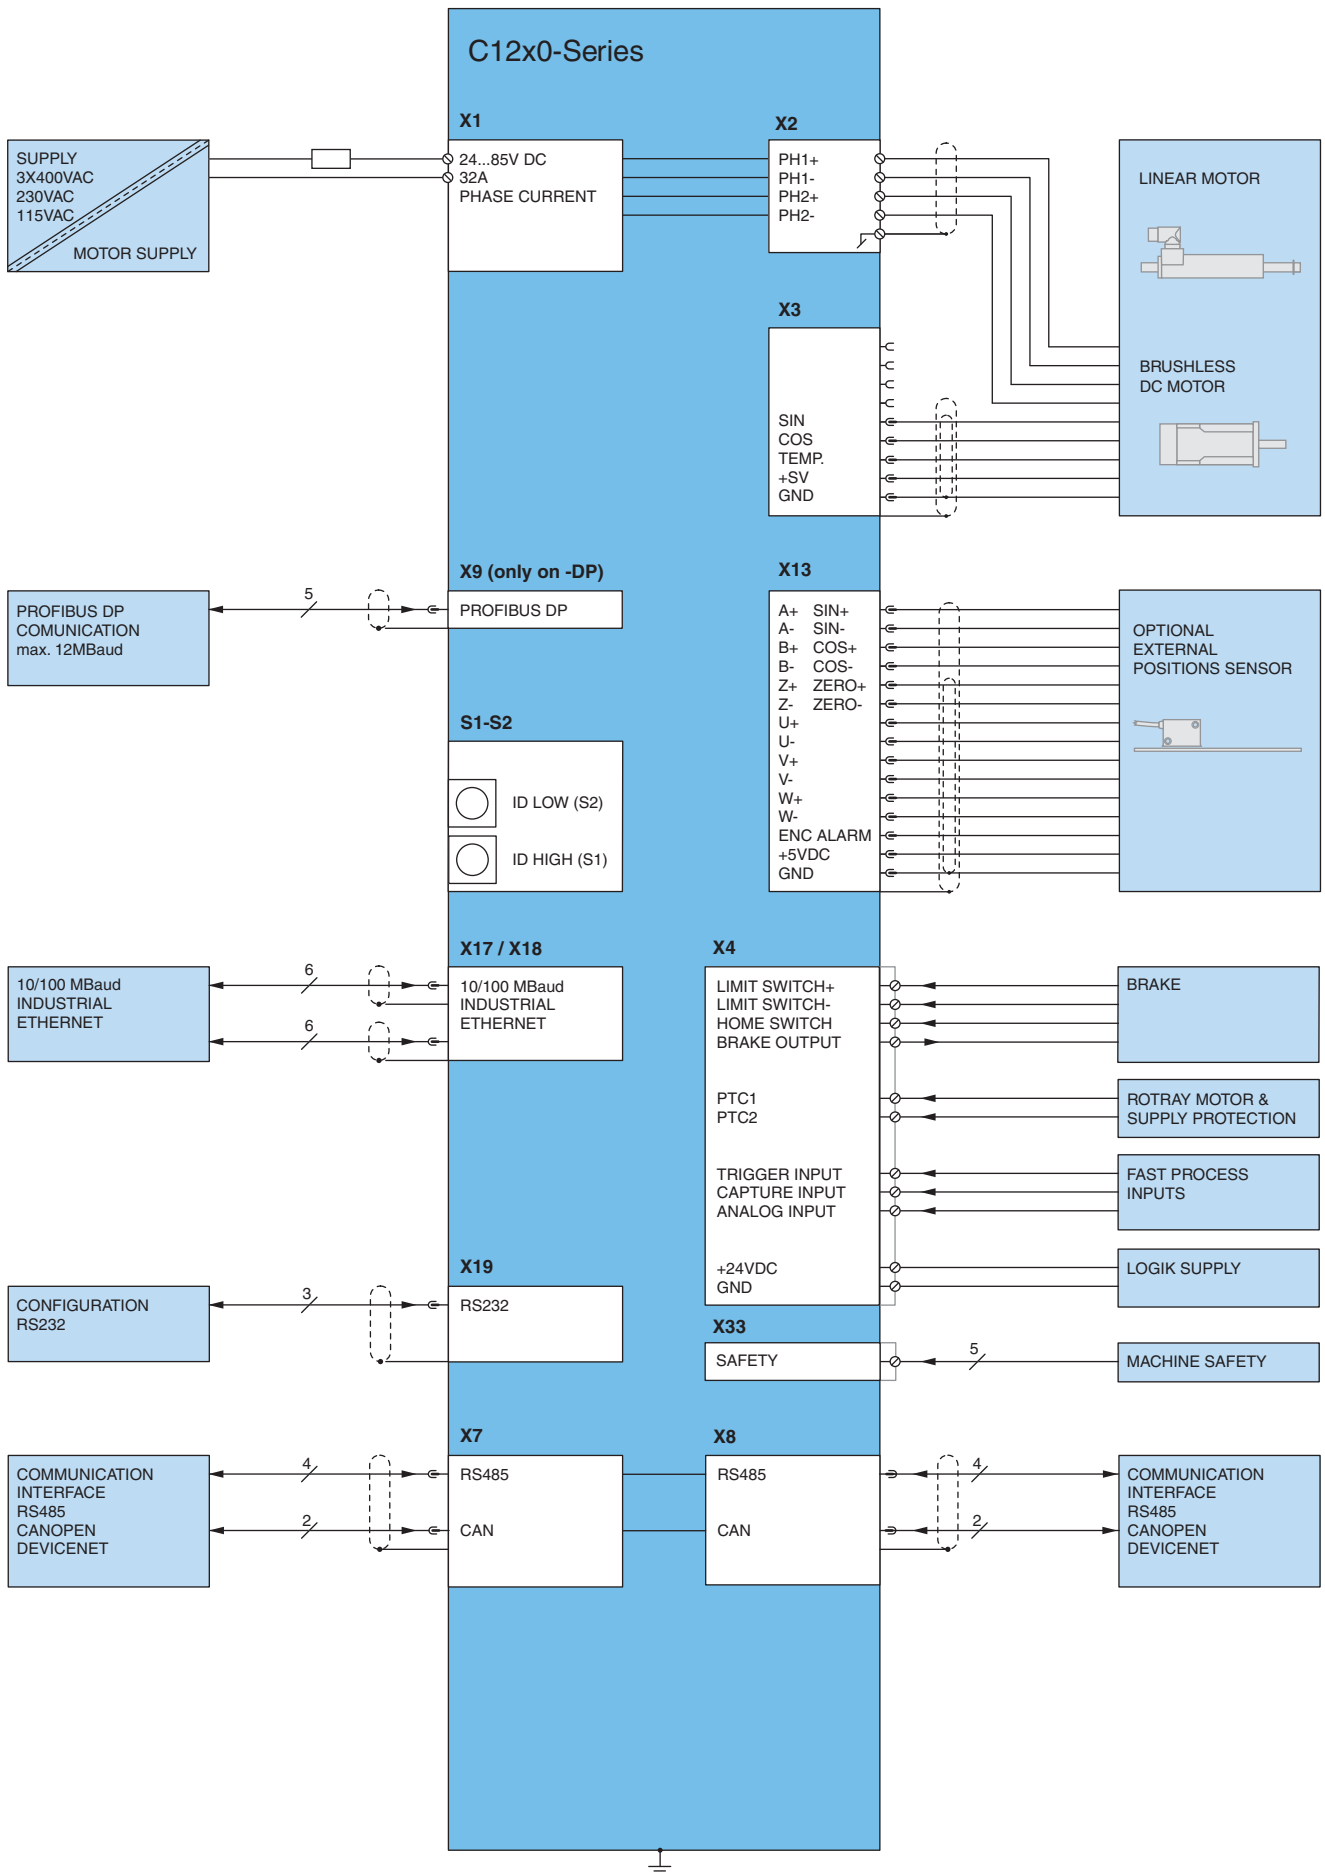 C12x0-Series
X1
X2
SUPPLY
3X400VAC
230VAC
115VAC
MOTOR SUPPLY
24...85V DC
32A
PHASE CURRENT
PH1+
PH1-
PH2+
PH2-
LINEAR MOTOR
BRUSHLESS
DC MOTOR
X3
SIN
COS
TEMP.
+SV
GND
X9 (only on -DP)
PROFIBUS DP
COMUNICATION
max. 12MBaud
5
PROFIBUS DP
X13
A+ SIN+
A- SIN-
B+ COS+
B- COS-
Z+ ZERO+
Z- ZERO-
U+
U-
V+
V-
W+
W-
ENC ALARM
+5VDC
GND
OPTIONAL
EXTERNAL
POSITIONS SENSOR
S1-S2
ID LOW (S2)
ID HIGH (S1)
X17 / X18
10/100 MBaud
INDUSTRIAL
ETHERNET
6
6
10/100 MBaud
INDUSTRIAL
ETHERNET
X4
LIMIT SWITCH+
LIMIT SWITCH-
HOME SWITCH
BRAKE OUTPUT
PTC1
PTC2
TRIGGER INPUT
CAPTURE INPUT
ANALOG INPUT
+24VDC
GND
BRAKE
ROTRAY MOTOR &
SUPPLY PROTECTION
FAST PROCESS
INPUTS
LOGIK SUPPLY
X19
CONFIGURATION
RS232
3
RS232
X33
SAFETY
5
MACHINE SAFETY
X7
COMMUNICATION
INTERFACE
RS485
CANOPEN
DEVICENET
4
2
RS485
CAN
X8
RS485
CAN
4
2
COMMUNICATION
INTERFACE
RS485
CANOPEN
DEVICENET